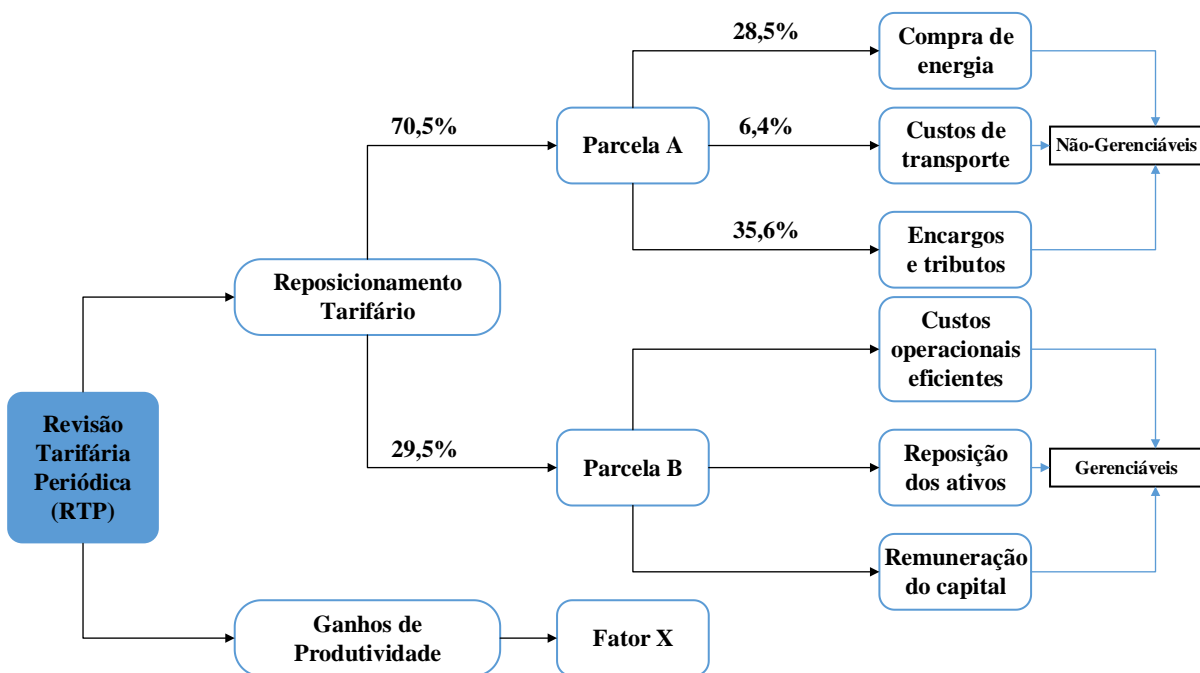 28,5%
Compra de
energia
70,5%
Parcela A
6,4%
Custos de
transporte
Não-Gerenciáveis
35,6%
Encargos
e tributos
Reposicionamento
Tarifário
Custos
operacionais
eficientes
Revisão
Tarifária
Periódica
(RTP)
29,5%
Parcela B
Reposição
dos ativos
Gerenciáveis
Remuneração
do capital
Ganhos de
Produtividade
Fator X